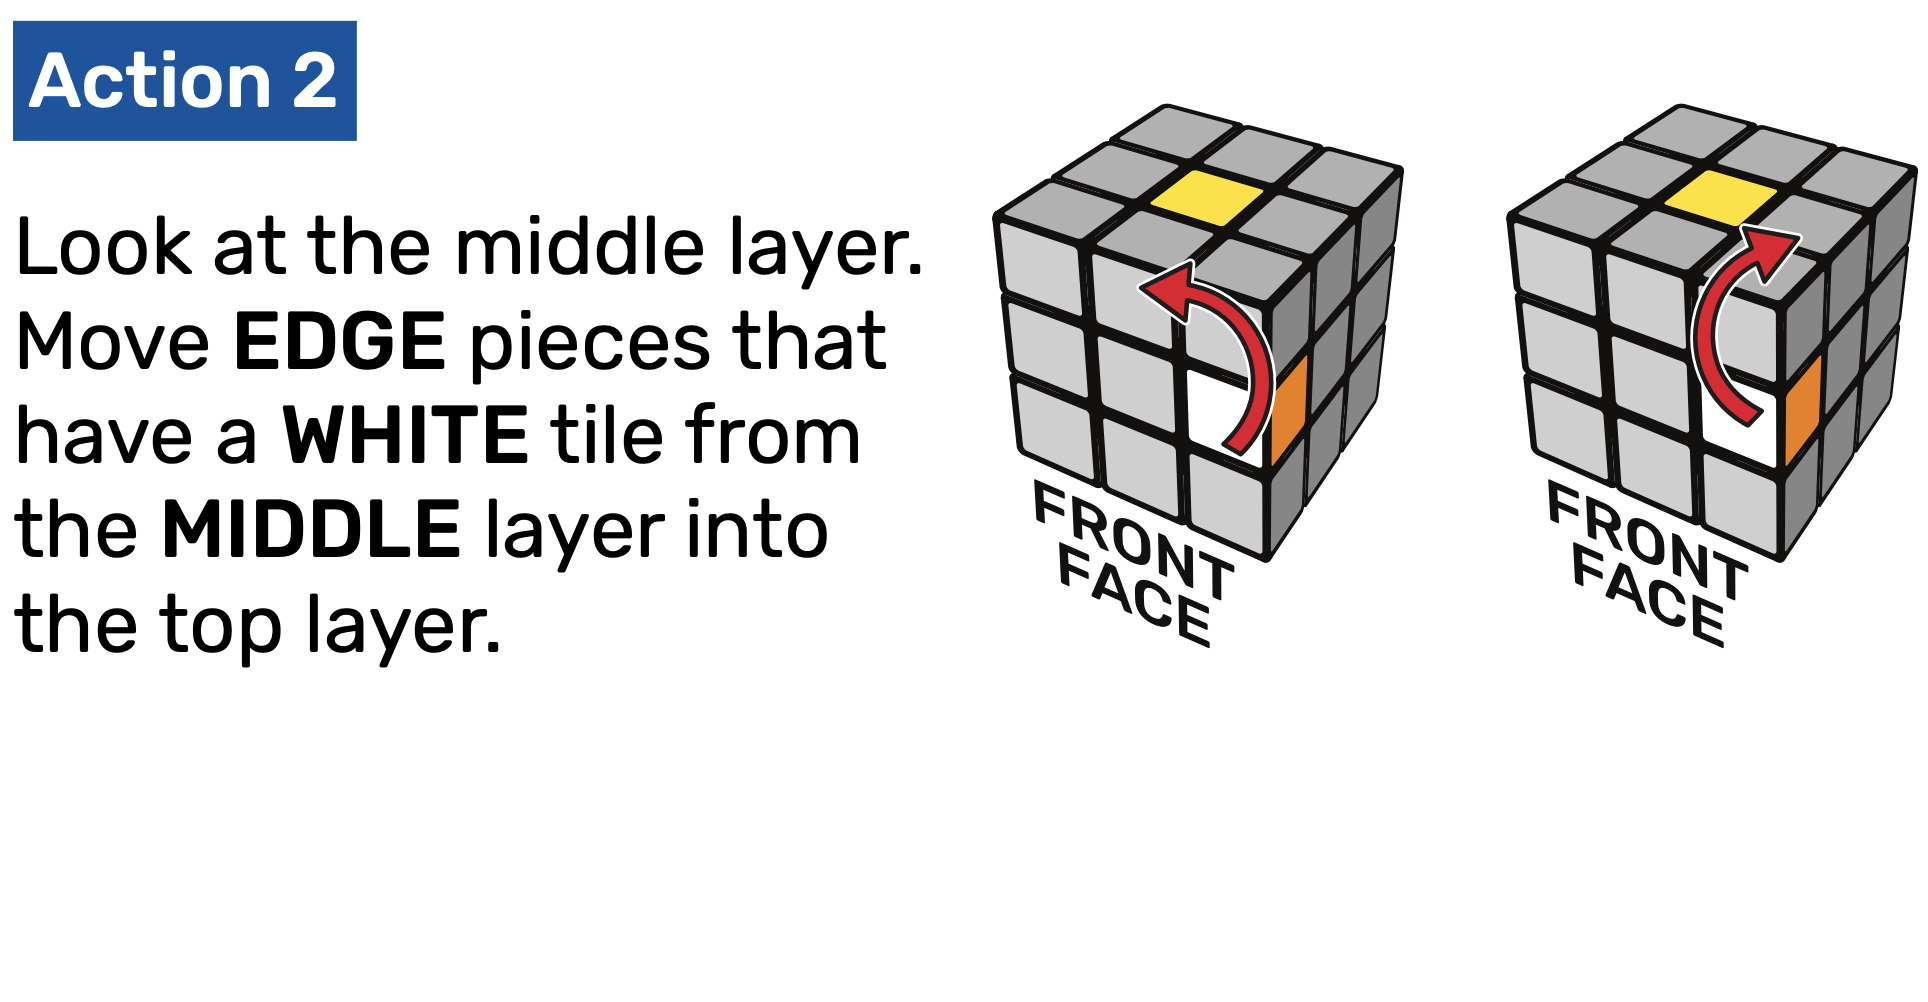 Action 2
Look at the middle layer.
Move EDGE pieces that
have a WHITE tile from
the MIDDLE layer into
the top layer.
FRONT
FACE
FRONT
FACE